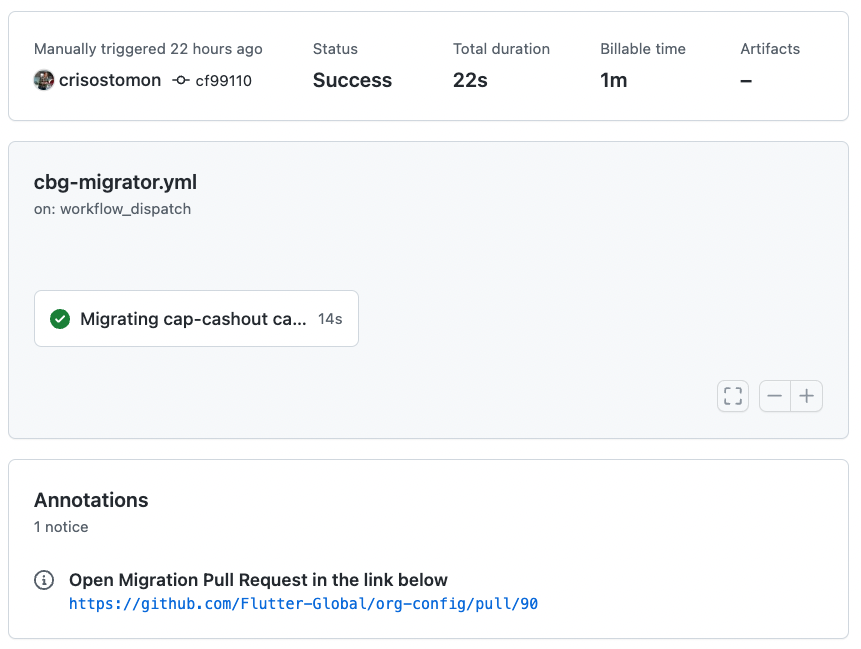 Manually triggered 22 hours ago
crisostomon cf99110
Status
Success
Total duration
22s
Billable time
1m
Artifacts
–
cbg-migrator.yml
on: workflow_dispatch
Migrating cap-cashout ca... 14s
Annotations
1 notice
Open Migration Pull Request in the link below
https://github.com/Flutter-Global/org-config/pull/90